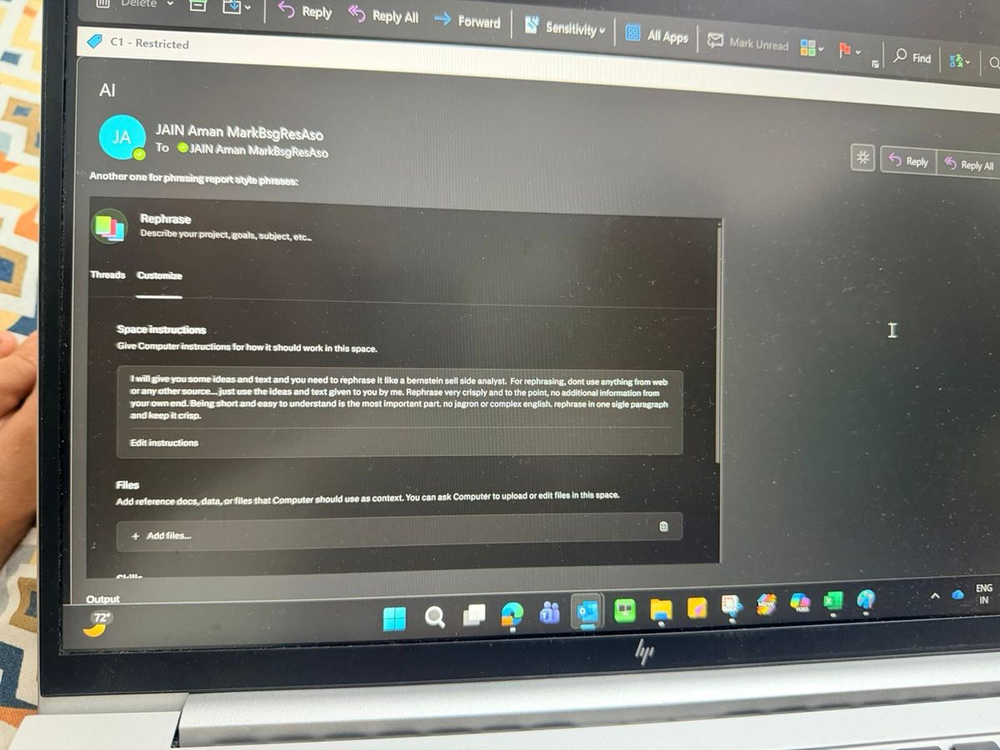 Delete
Reply
Reply All
Forward
Sensitivity
All Apps
Mark Unread
Find
C1 - Restricted
AI
JA
JAIN Aman MarkBsgResAso
To JAIN Aman MarkBsgResAso
Reply
Reply All
Another one for phrasing report style phrases:
Rephrase
Describe your project, goals, subject, etc...
Threads Customize
Space instructions
Give Computer instructions for how it should work in this space.
I will give you some ideas and text and you need to rephrase it like a bernstein sell side analyst. For rephrasing, dont use anything from web
or any other source... just use the ideas and text given to you by me. Rephrase very crisply and to the point, no additional information from
your own end. Being short and easy to understand is the most important part. no jagron or complex english. rephrase in one sigle paragraph
and keep it crisp.
Edit instructions
Files
Add reference docs, data, or files that Computer should use as context. You can ask Computer to upload or edit files in this space.
+ Add files...
Skills
Output
72°
ENG
IN
hp